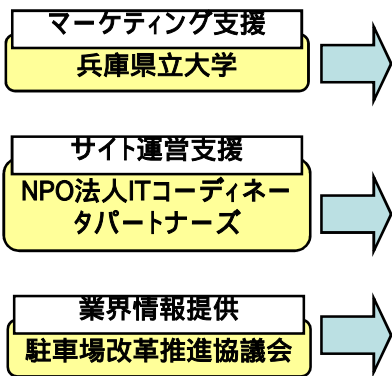 マーケティング支援
兵庫県立大学
サイト運営支援
NPO法人ITコーディネー
タパートナーズ
業界情報提供
駐車場改革推進協議会